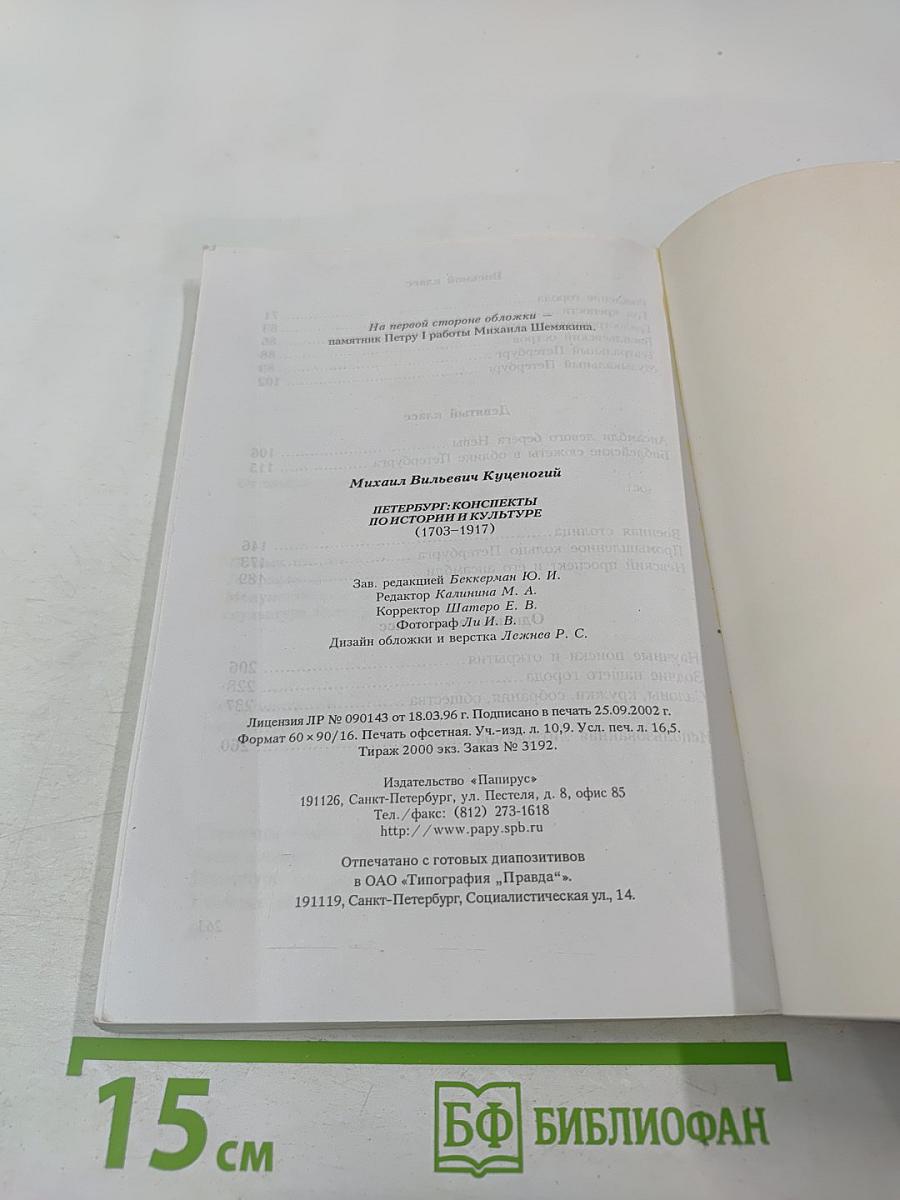 На первой стороне обложки —
памятник Петру I работы Михаила Шемякина.
Михаил Вильевич Куценогий
ПЕТЕРБУРГ: КОНСПЕКТЫ
ПО ИСТОРИИ И КУЛЬТУРЕ
(1703–1917)
Зав. редакцией Беккерман Ю. И.
Редактор Калинина М. А.
Корректор Шатеро Е. В.
Фотограф Ли И. В.
Дизайн обложки и верстка Лежнев Р. С.
Лицензия ЛР № 090143 от 18.03.96 г. Подписано в печать 25.09.2002 г.
Формат 60 × 90/16. Печать офсетная. Уч.-изд. л. 10,9. Усл. печ. л. 16,5.
Тираж 2000 экз. Заказ № 3192.
Издательство «Папирус»
191126, Санкт-Петербург, ул. Пестеля, д. 8, офис 85
Тел./факс: (812) 273-1618
http://www.papy.spb.ru
Отпечатано с готовых диапозитивов
в ОАО «Типография „Правда“».
191119, Санкт-Петербург, Социалистическая ул., 14.
15 см
БФ БИБЛИОФАН